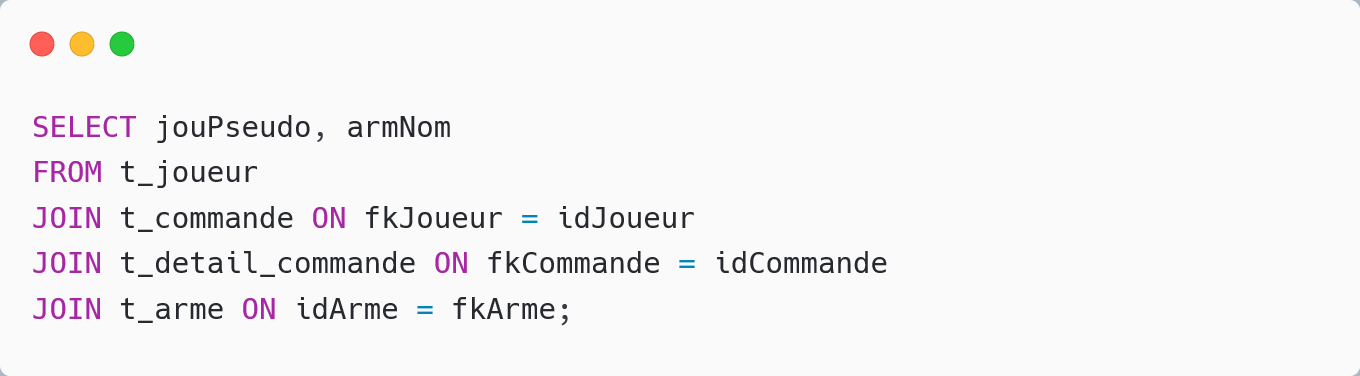 SELECT jouPseudo, armNom
FROM t_joueur
JOIN t_commande ON fkJoueur = idJoueur
JOIN t_detail_commande ON fkCommande = idCommande
JOIN t_arme ON idArme = fkArme;